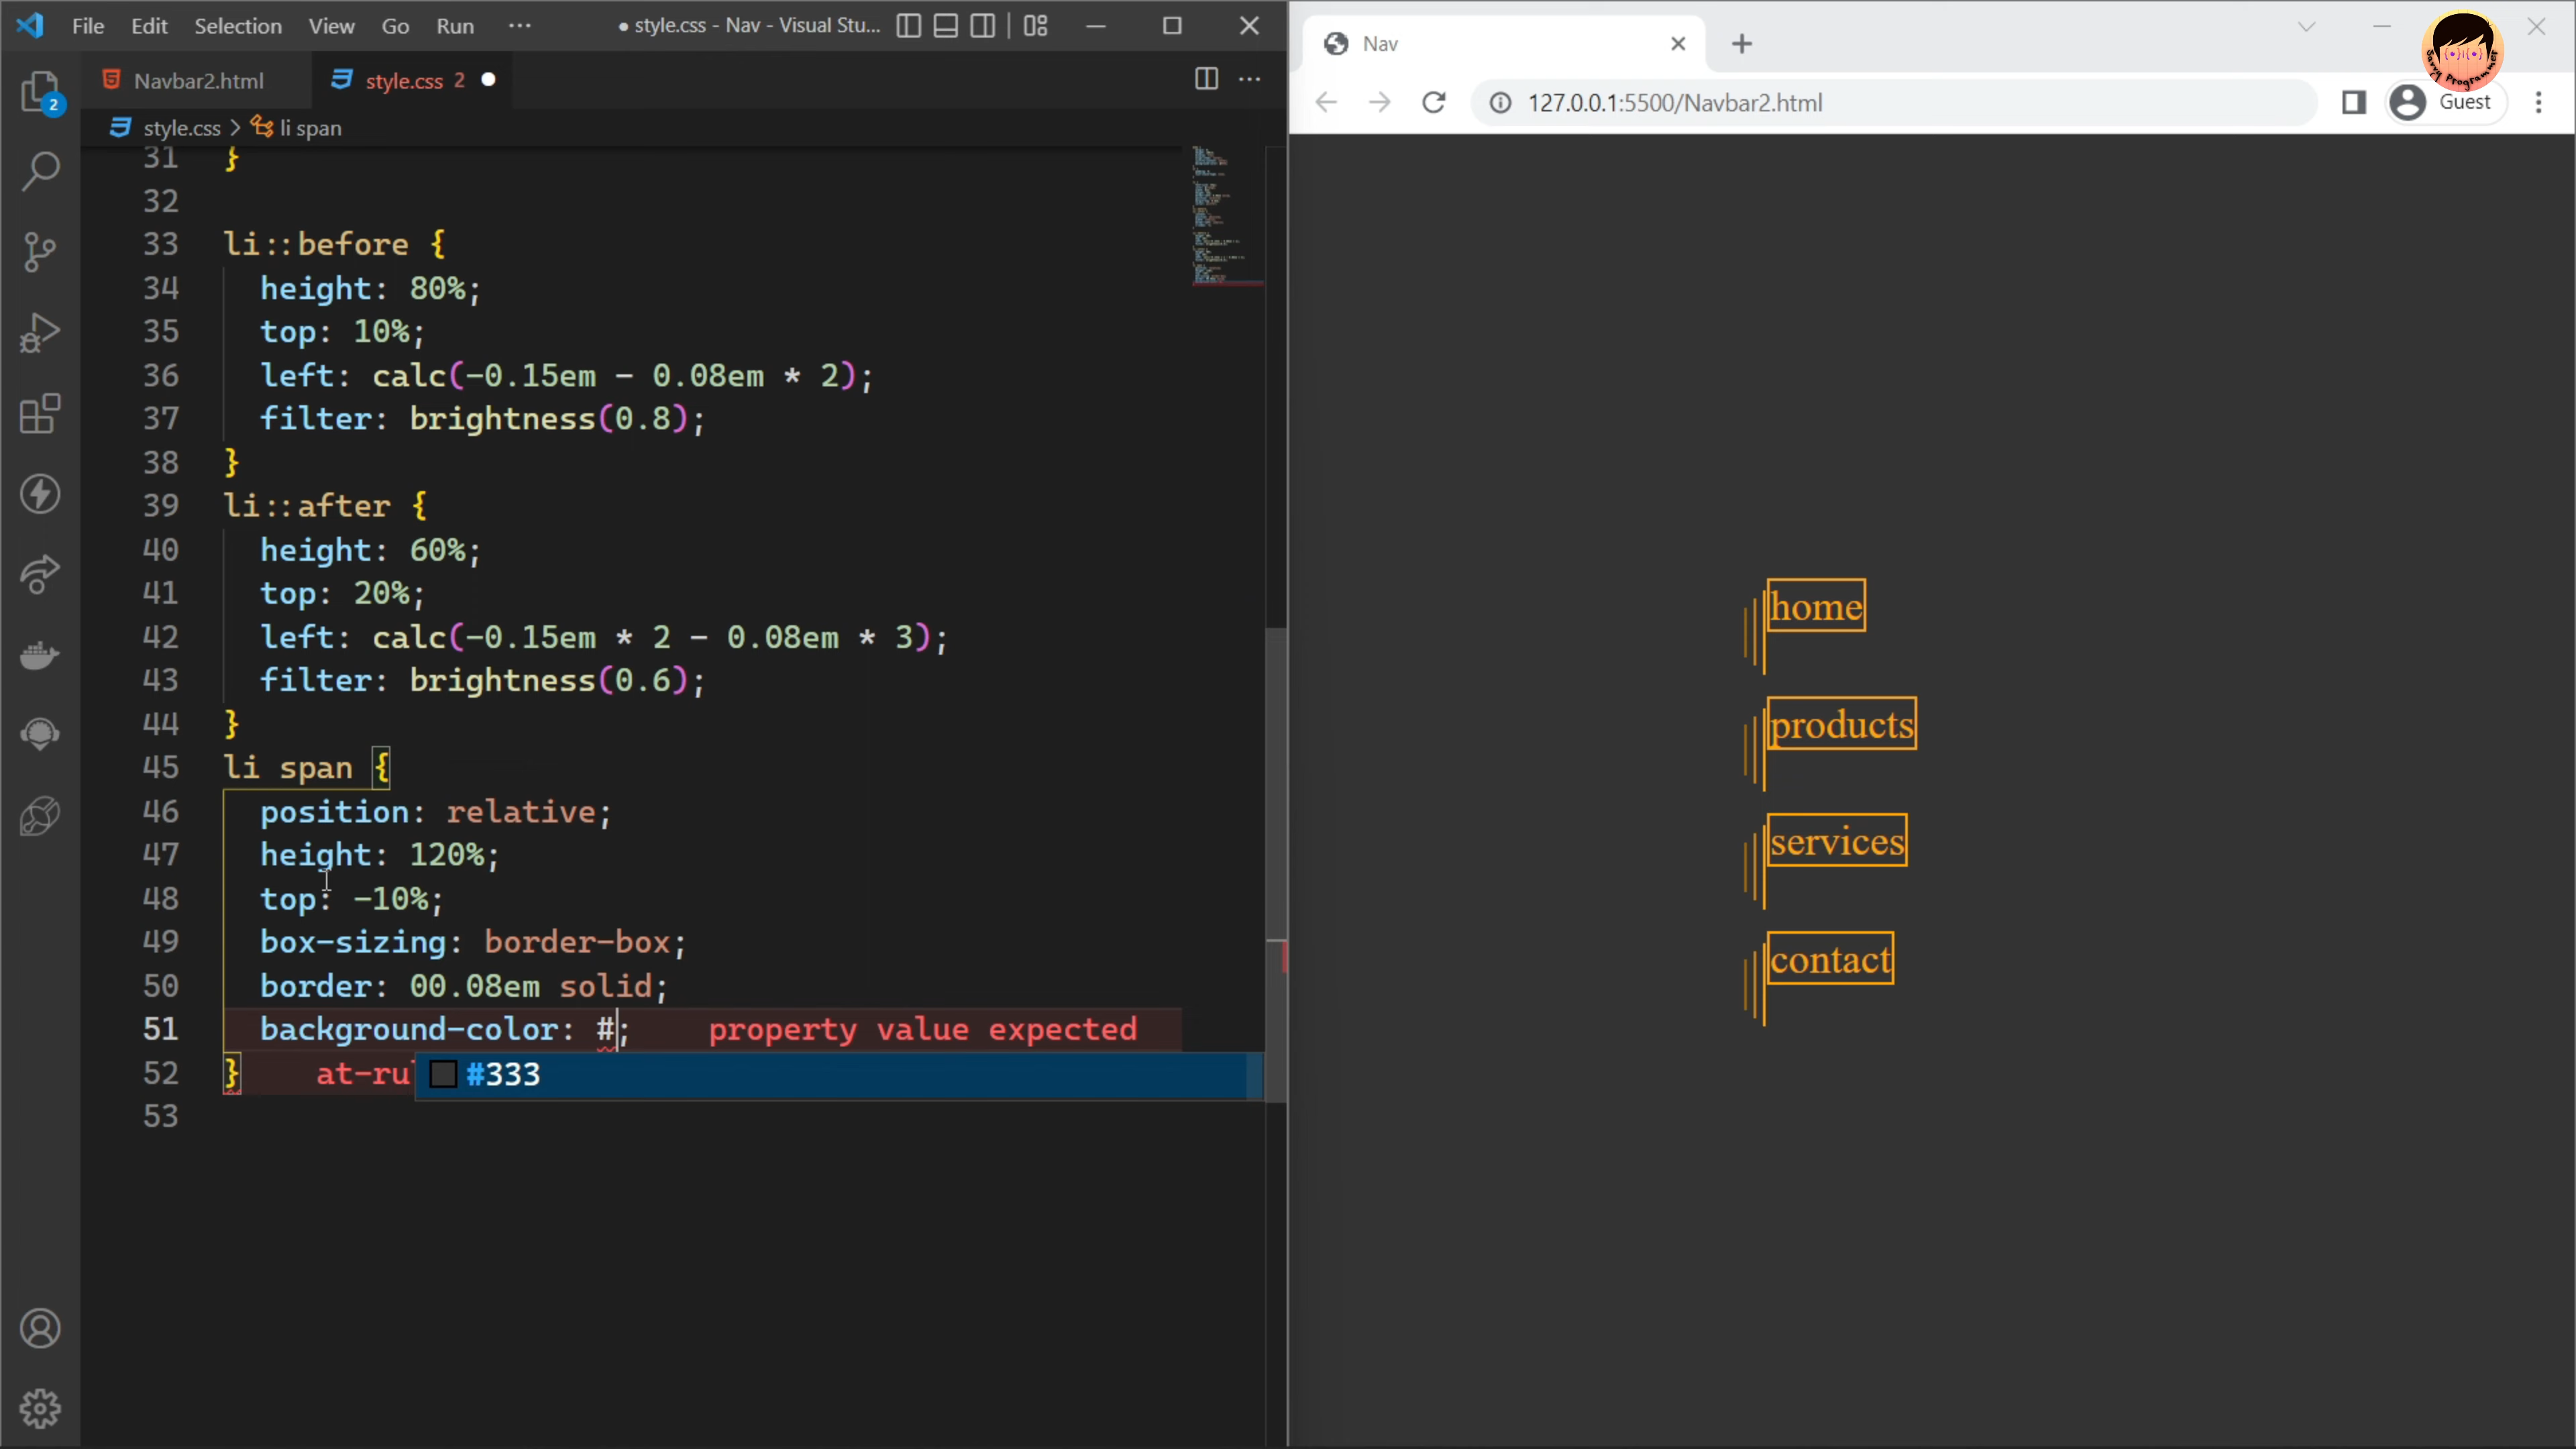 File Edit Selection View Go Run ··· ● style.css - Nav - Visual Stu...
Navbar2.html style.css 2 ●
style.css > li span
31 }
32
33 li::before {
34 height: 80%;
35 top: 10%;
36 left: calc(-0.15em - 0.08em * 2);
37 filter: brightness(0.8);
38 }
39 li::after {
40 height: 60%;
41 top: 20%;
42 left: calc(-0.15em * 2 - 0.08em * 3);
43 filter: brightness(0.6);
44 }
45 li span {
46 position: relative;
47 height: 120%;
48 top: -10%;
49 box-sizing: border-box;
50 border: 00.08em solid;
51 background-color: #; property value expected
52 } at-ru
#333
53
2
Nav
127.0.0.1:5500/Navbar2.html
Guest
Savvy Programmer
home
products
services
contact